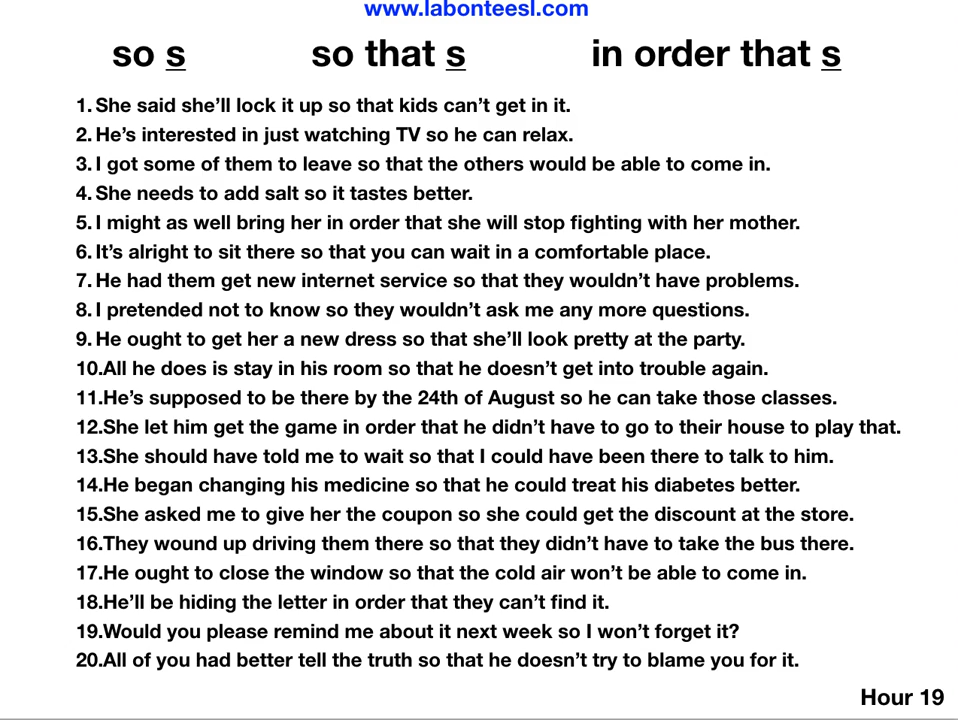 www.labonteesl.com
so s so that s in order that s
1. She said she’ll lock it up so that kids can’t get in it.
2. He’s interested in just watching TV so he can relax.
3. I got some of them to leave so that the others would be able to come in.
4. She needs to add salt so it tastes better.
5. I might as well bring her in order that she will stop fighting with her mother.
6. It’s alright to sit there so that you can wait in a comfortable place.
7. He had them get new internet service so that they wouldn’t have problems.
8. I pretended not to know so they wouldn’t ask me any more questions.
9. He ought to get her a new dress so that she’ll look pretty at the party.
10.All he does is stay in his room so that he doesn’t get into trouble again.
11.He’s supposed to be there by the 24th of August so he can take those classes.
12.She let him get the game in order that he didn’t have to go to their house to play that.
13.She should have told me to wait so that I could have been there to talk to him.
14.He began changing his medicine so that he could treat his diabetes better.
15.She asked me to give her the coupon so she could get the discount at the store.
16.They wound up driving them there so that they didn’t have to take the bus there.
17.He ought to close the window so that the cold air won’t be able to come in.
18.He’ll be hiding the letter in order that they can’t find it.
19.Would you please remind me about it next week so I won’t forget it?
20.All of you had better tell the truth so that he doesn’t try to blame you for it.
Hour 19